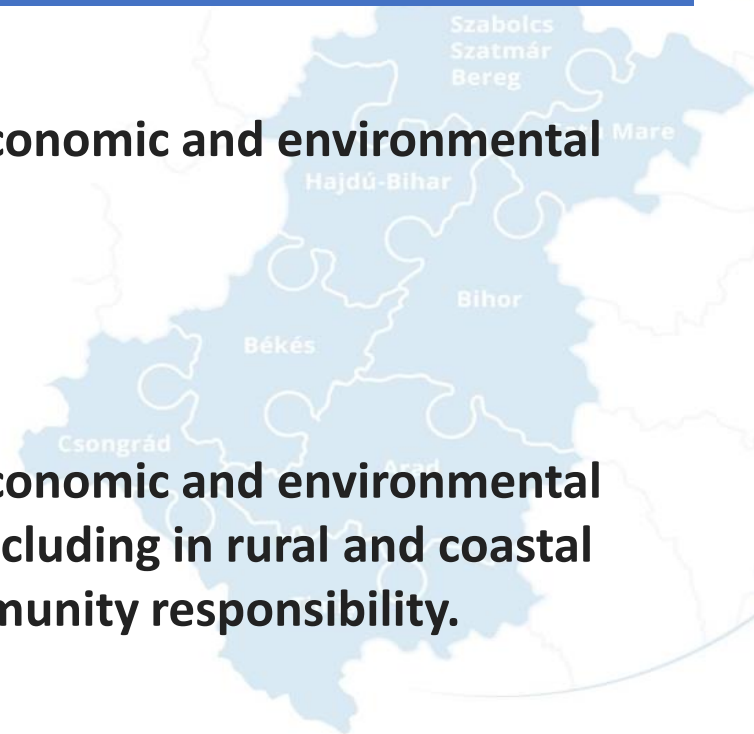 Szabolcs
Szatmár
Bereg
conomic and environmental
Mare
Hajdú-Bihar
Bihor
Békés
Csongrád
Arad
conomic and environmental
cluding in rural and coastal
munity responsibility.